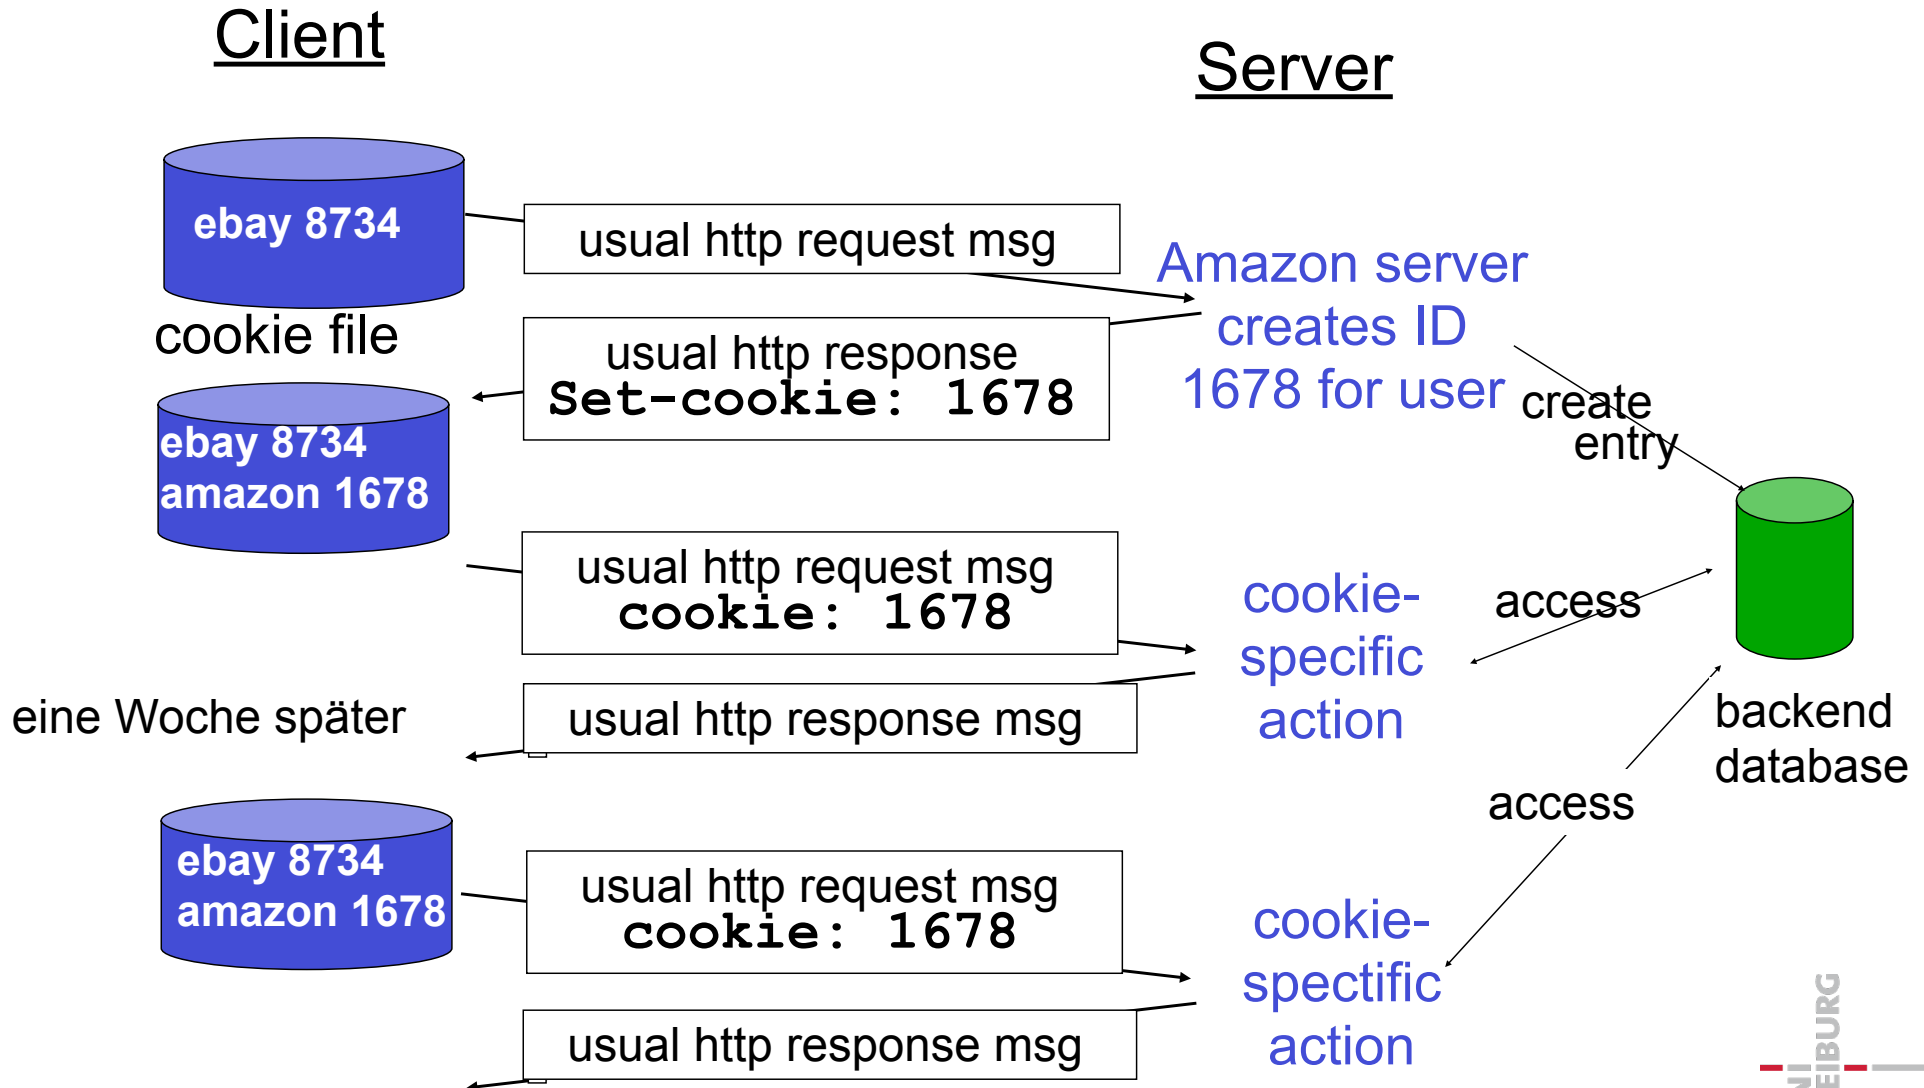 Client
Server
ebay 8734
usual http request msg
Amazon server
creates ID
1678 for user
cookie file
usual http response
Set-cookie: 1678
create
entry
ebay 8734
amazon 1678
usual http request msg
cookie: 1678
cookie-
specific
action
access
usual http response msg
eine Woche später
backend
database
access
ebay 8734
amazon 1678
usual http request msg
cookie: 1678
cookie-
spectific
action
usual http response msg